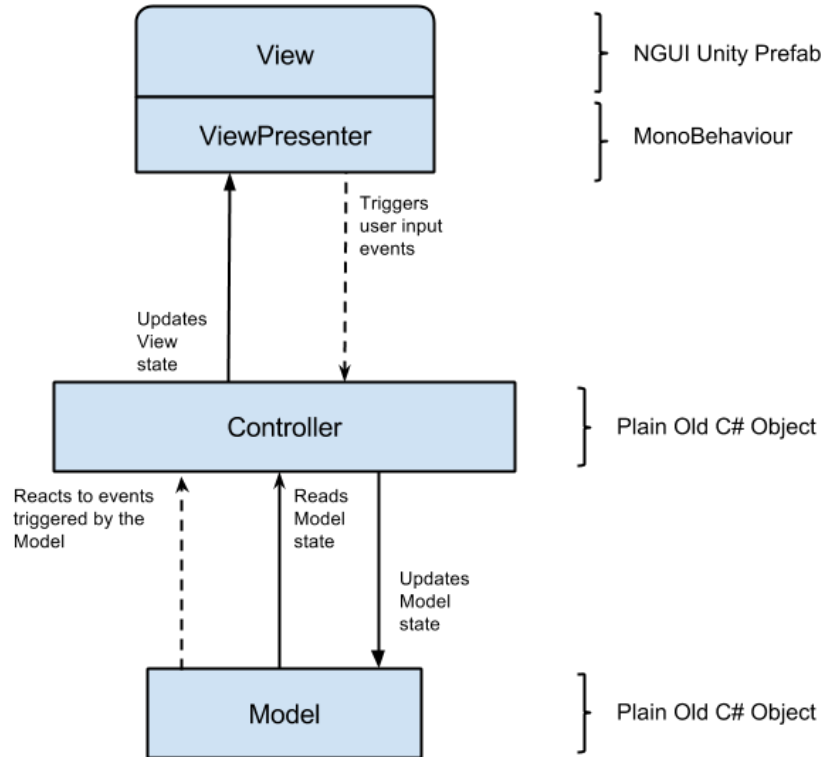 View
NGUI Unity Prefab
ViewPresenter
MonoBehaviour
Triggers
user input
events
Updates
View
state
Controller
Plain Old C# Object
Reacts to events
triggered by the
Model
Reads
Model
state
Updates
Model
state
Model
Plain Old C# Object